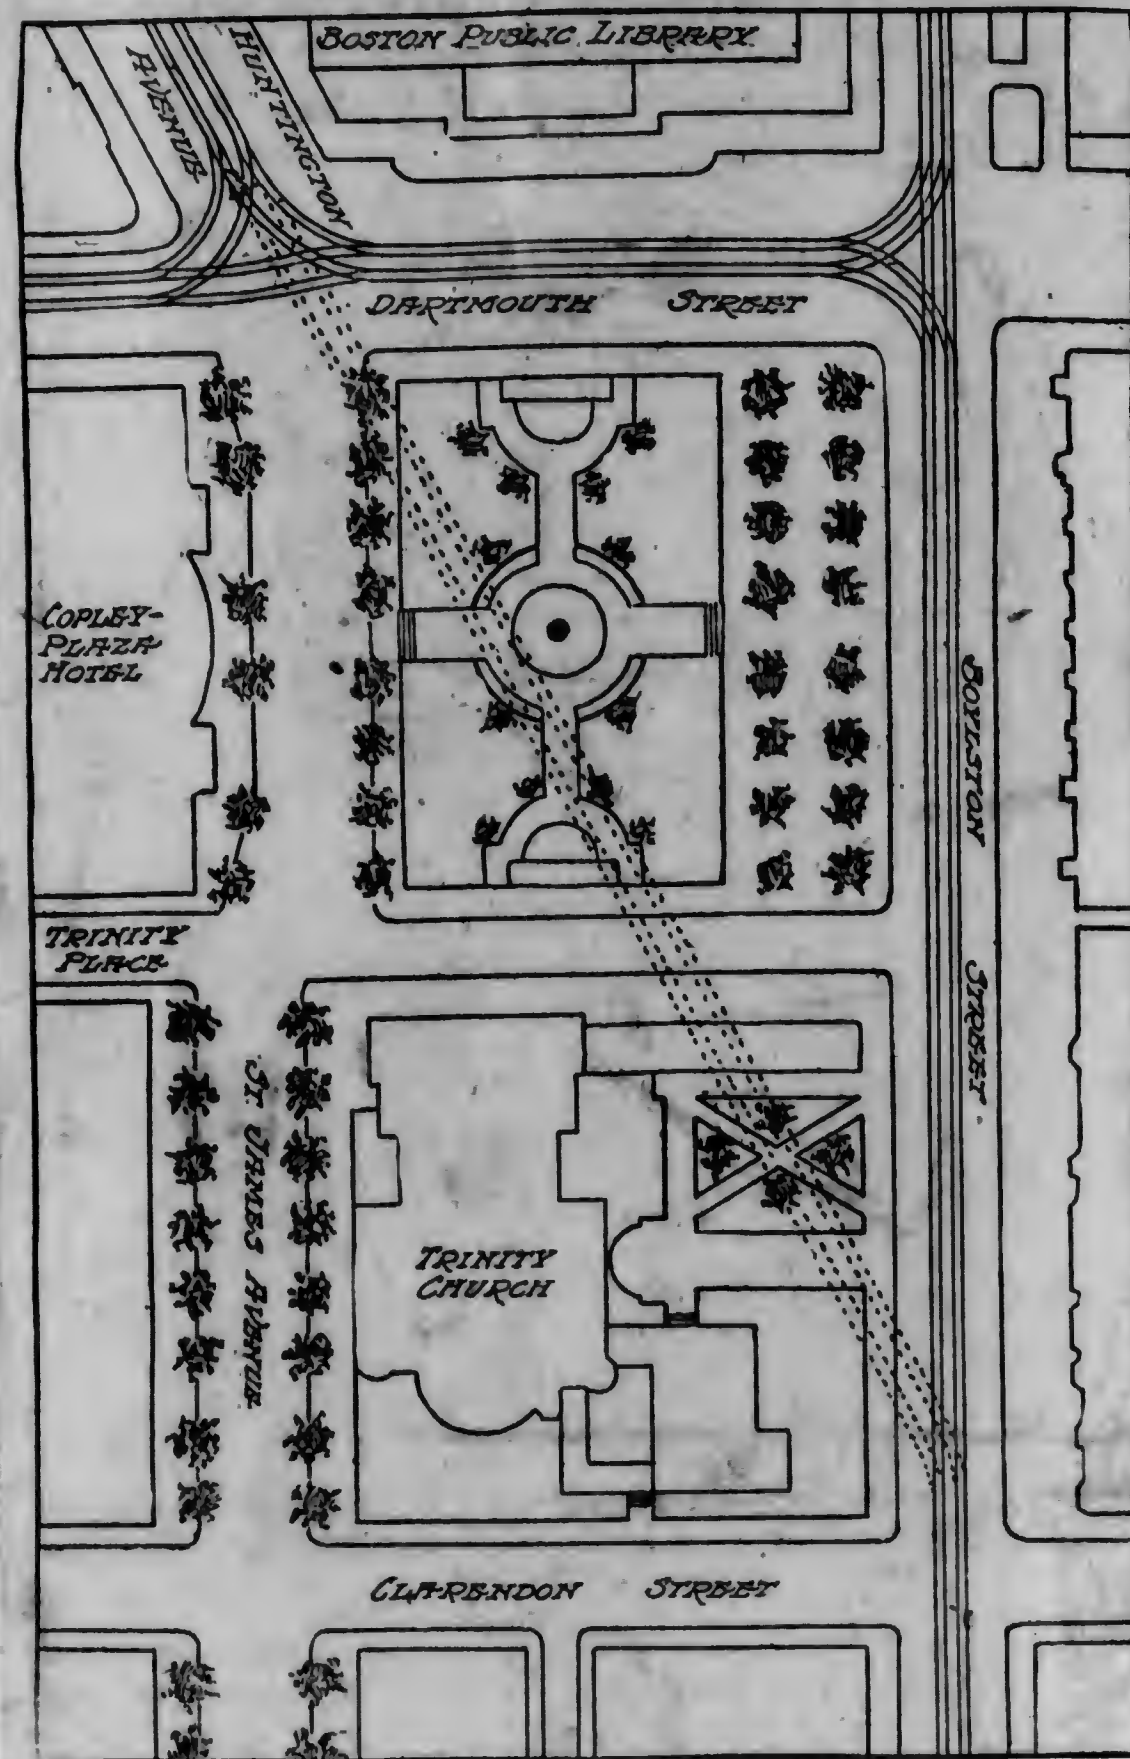 BOSTON PUBLIC LIBRARY
HUNTINGTON
AVENUE
DARTMOUTH STREET
COPLEY-
PLAZA
HOTEL
BOYLSTON STREET
TRINITY
PLACE
ST. JAMES AVENUE
TRINITY
CHURCH
CLARENDON STREET